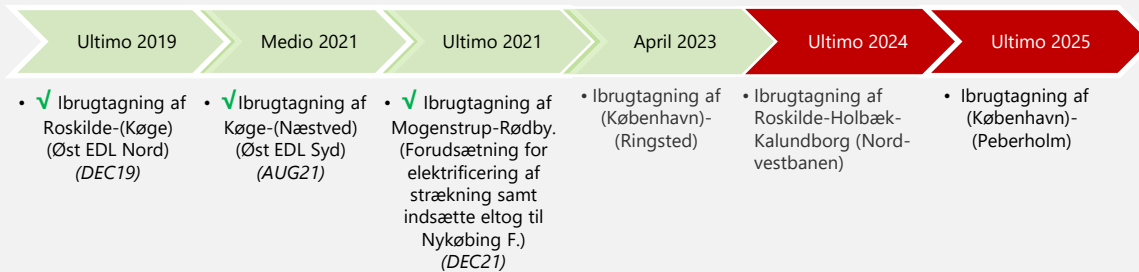 Ultimo 2019
Medio 2021
Ultimo 2021
April 2023
Ultimo 2024
Ultimo 2025
• √ Ibrugtagning af
Roskilde-(Køge)
(Øst EDL Nord)
(DEC19)
• √Ibrugtagning af
Køge-(Næstved)
(Øst EDL Syd)
(AUG21)
• √ Ibrugtagning af
Mogenstrup-Rødby.
(Forudsætning for
elektrificering af
strækning samt
indsætte eltog til
Nykøbing F.)
(DEC21)
• Ibrugtagning af
(København)-
(Ringsted)
• Ibrugtagning af
Roskilde-Holbæk-
Kalundborg (Nord-
vestbanen)
• Ibrugtagning af
(København)-
(Peberholm)